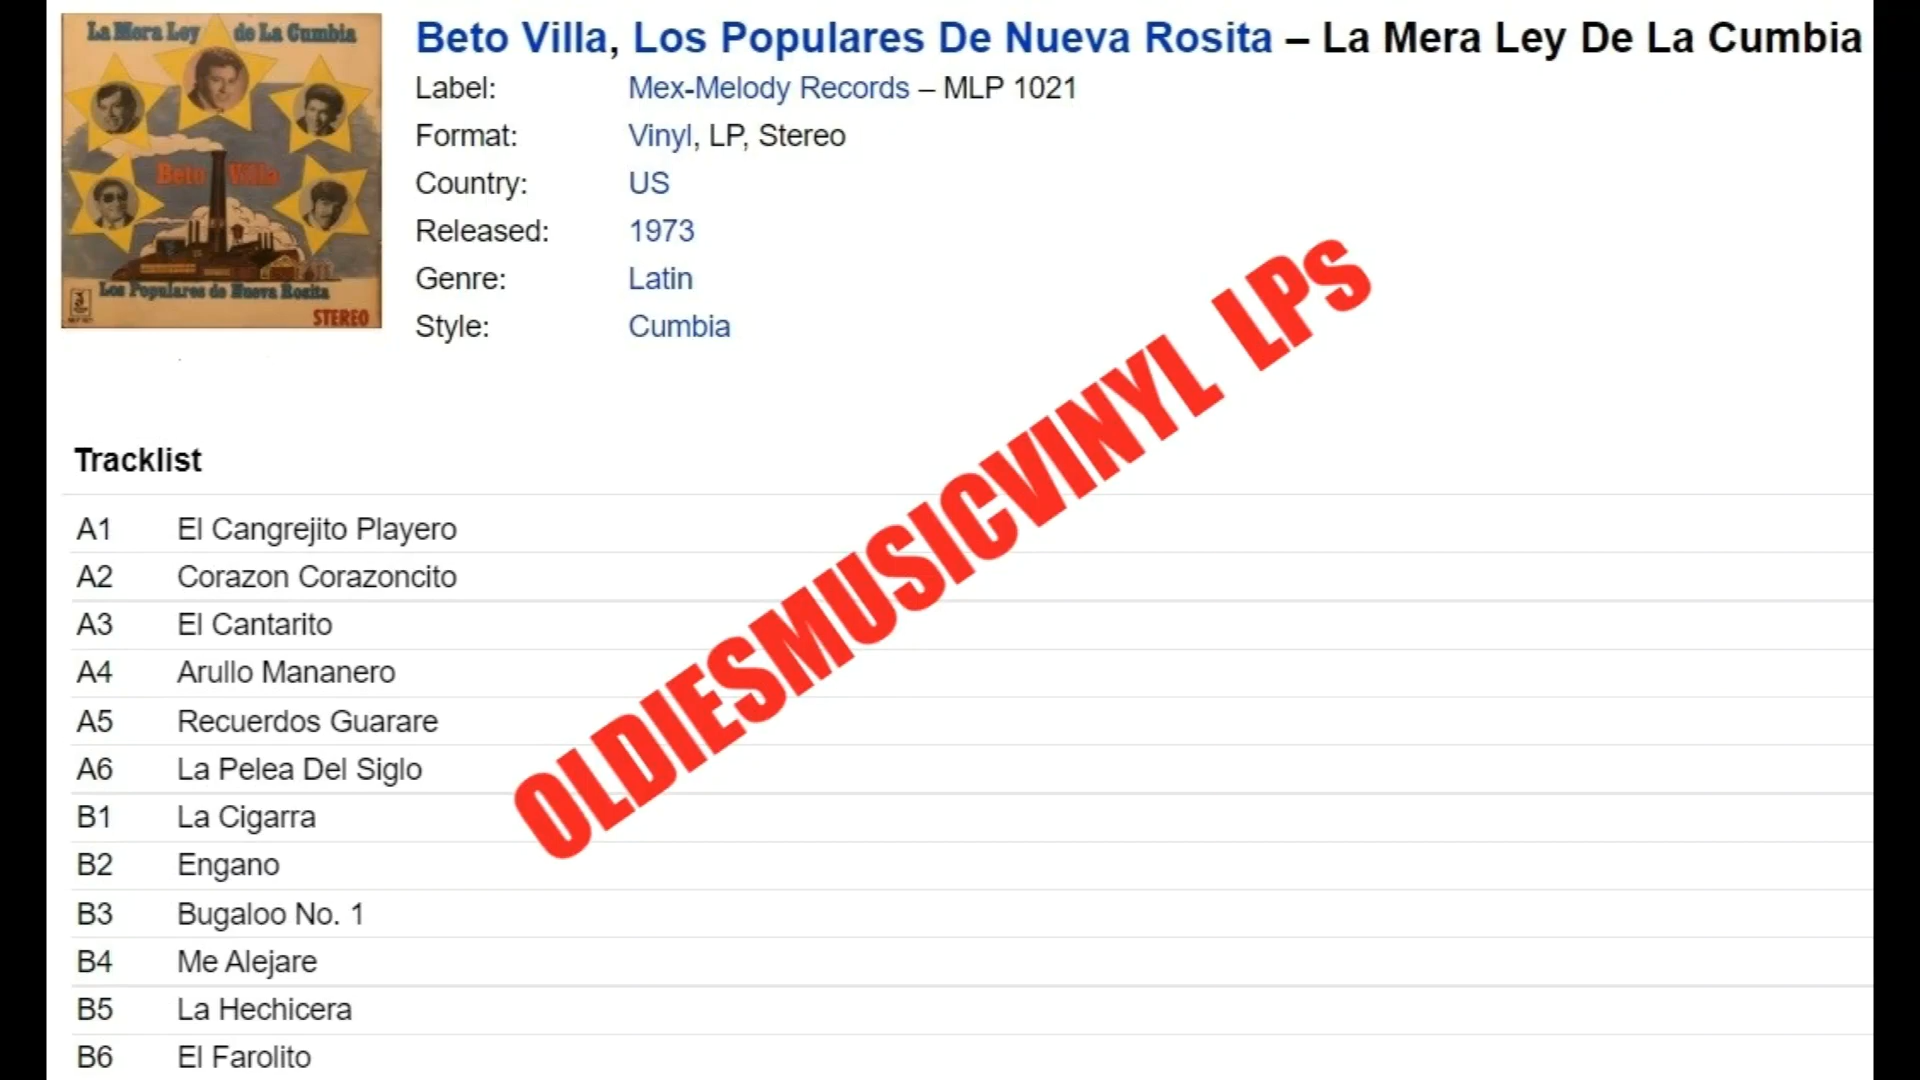 La Mera Ley de La Cumbia
Beto Villa
Los Populares de Nueva Rosita
STEREO
Beto Villa, Los Populares De Nueva Rosita – La Mera Ley De La Cumbia
Label: Mex-Melody Records – MLP 1021
Format: Vinyl, LP, Stereo
Country: US
Released: 1973
Genre: Latin
Style: Cumbia
OLDIESMUSICVINYL LPs
Tracklist
A1 El Cangrejito Playero
A2 Corazon Corazoncito
A3 El Cantarito
A4 Arullo Mananero
A5 Recuerdos Guarare
A6 La Pelea Del Siglo
B1 La Cigarra
B2 Engano
B3 Bugaloo No. 1
B4 Me Alejare
B5 La Hechicera
B6 El Farolito